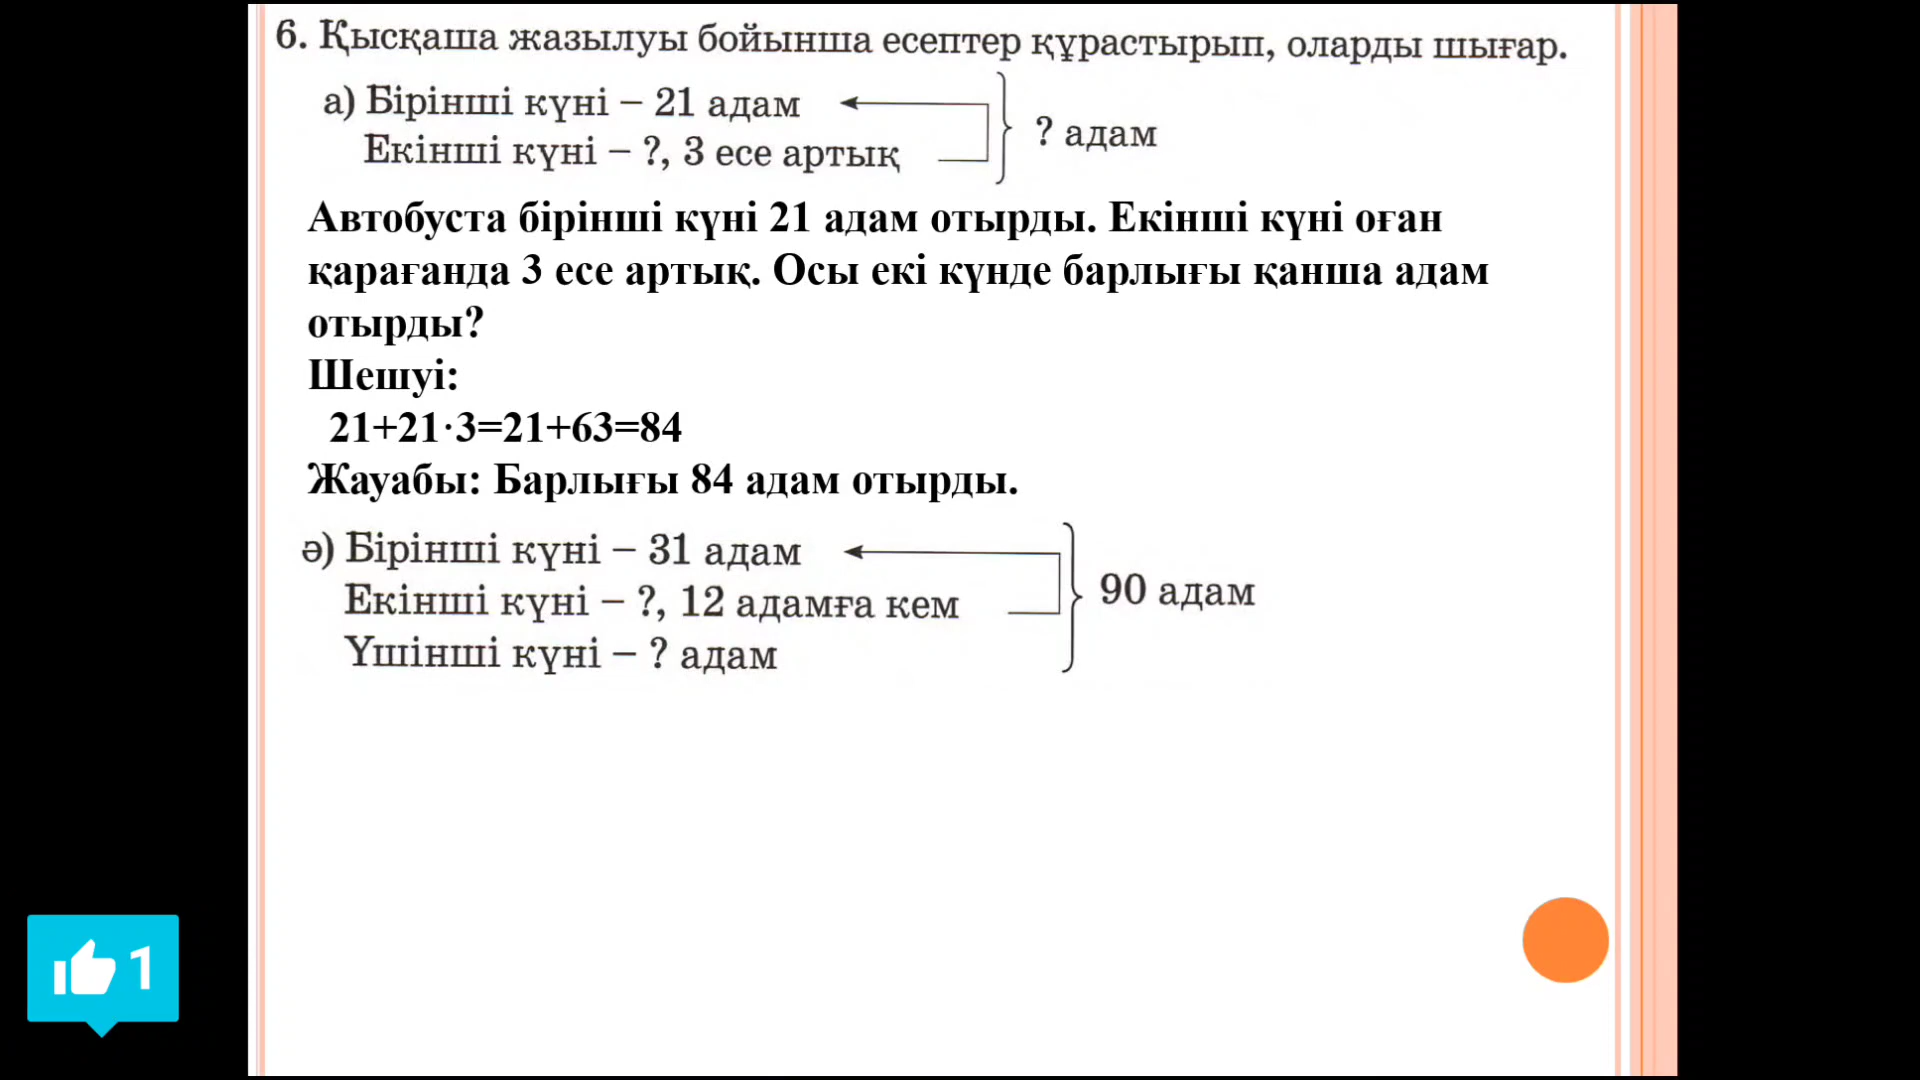 6. Қысқаша жазылуы бойынша есептер құрастырып, оларды шығар.
а) Бірінші күні – 21 адам
Екінші күні – ?, 3 есе артық
? адам
Автобуста бірінші күні 21 адам отырды. Екінші күні оған
қарағанда 3 есе артық. Осы екі күнде барлығы қанша адам
отырды?
Шешуі:
21+21·3=21+63=84
Жауабы: Барлығы 84 адам отырды.
ә) Бірінші күні – 31 адам
Екінші күні – ?, 12 адамға кем
Үшінші күні – ? адам
90 адам
1